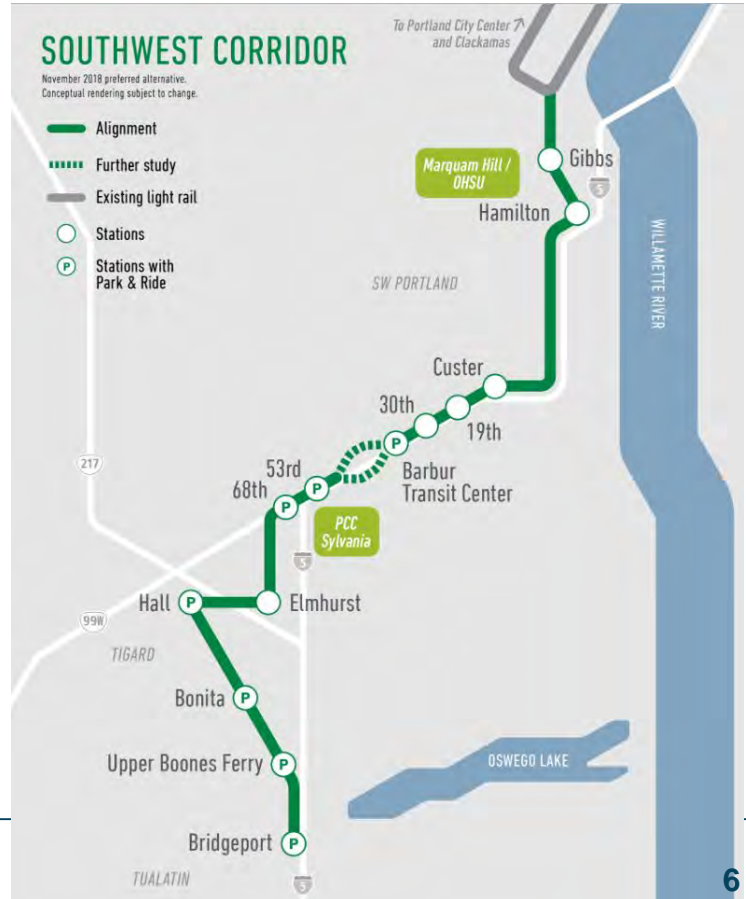 To Portland City Center
and Clackamas
SOUTHWEST CORRIDOR
November 2018 preferred alternative.
Conceptual rendering subject to change.
Alignment
Further study
Existing light rail
Stations
P
Stations with
Park & Ride
Marquam Hill /
OHSU
Gibbs
5
Hamilton
WILLAMETTE RIVER
SW PORTLAND
Custer
30th
19th
P
Barbur
Transit Center
217
53rd
P
68th
P
PCC
Sylvania
5
Hall
P
Elmhurst
99W
TIGARD
Bonita
P
Upper Boones Ferry
P
OSWEGO LAKE
Bridgeport
P
TUALATIN
5
6